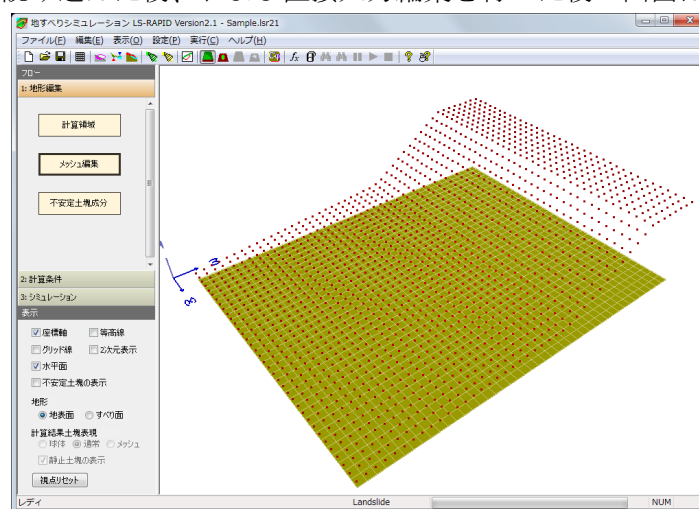 地すべりシミュレーション LS-RAPID Version2.1 - Sample.lsr21
ファイル(F) 編集(E) 表示(O) 設定(P) 実行(C) ヘルプ(H)
フロー
1: 地形編集
計算領域
メッシュ編集
不安定土塊成分
2: 計算条件
3: シミュレーション
表示
座標軸 等高線
グリッド線 2次元表示
水平面
不安定土塊の表示
地形
地表面 すべり面
計算結果土塊表現
球体 通常 メッシュ
静止土塊の表示
視点リセット
レディ Landslide NUM